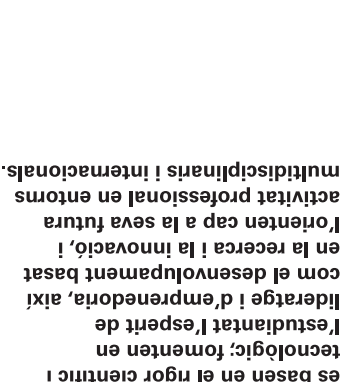 es basen en el rigor científic i
tecnològic; fomenten en
l'estudiantat l'esperit de
lideratge i d'emprenedoria, així
com el desenvolupament basat
en la recerca i la innovació, i
l'orienten cap a la seva futura
activitat professional en entorns
multidisciplinaris i internacionals.